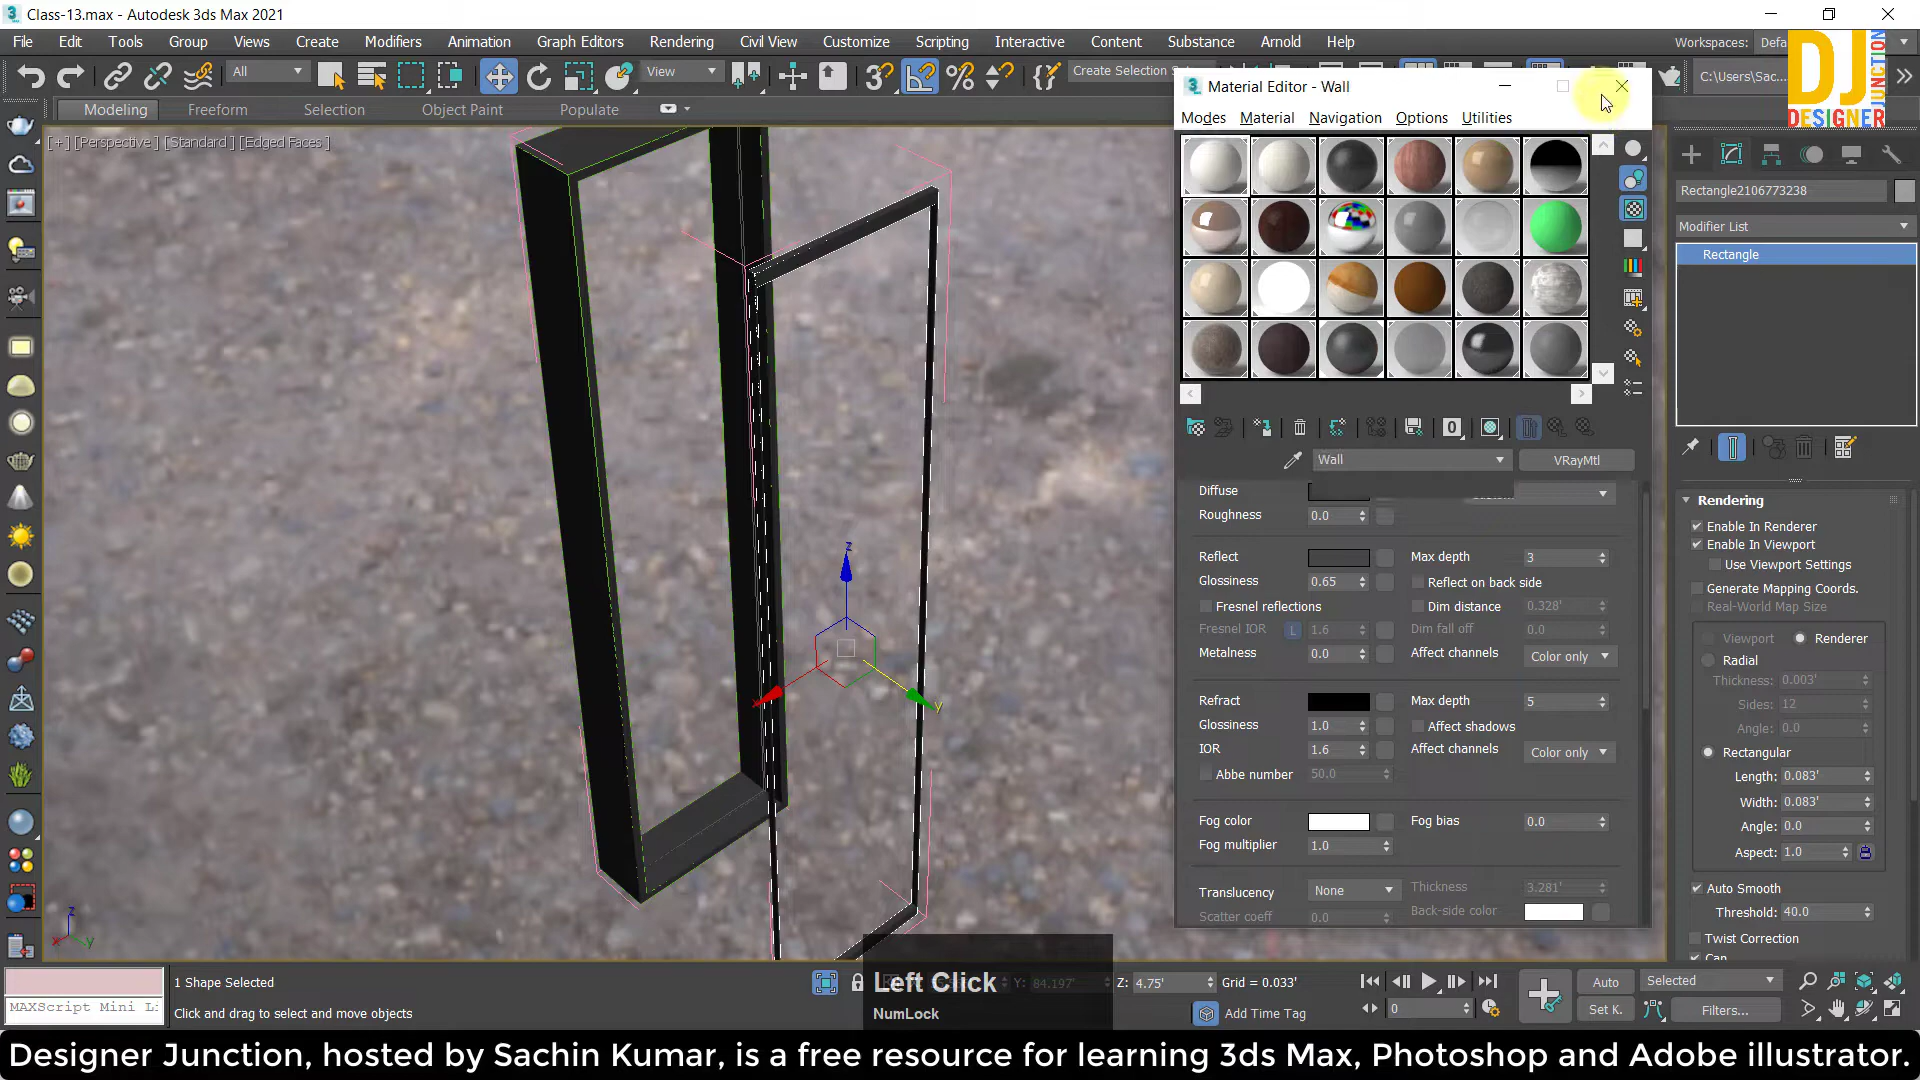 Class-13.max - Autodesk 3ds Max 2021
File Edit Tools Group Views Create Modifiers Animation Graph Editors Rendering Civil View Customize Scripting Interactive Content Substance Arnold Help
Workspaces:
All
View
Create Selection
C:\Users\Sac...
DJ
DESIGNER
JUNCTION
Modeling Freeform Selection Object Paint Populate
[+] [Perspective] [Standard] [Edged Faces]
Material Editor - Wall
Modes Material Navigation Options Utilities
Wall
VRayMtl
Diffuse
Roughness 0.0
Reflect Max depth 3
Glossiness 0.65 Reflect on back side
Fresnel reflections Dim distance 0.328'
Fresnel IOR L 1.6 Dim fall off 0.0
Metalness 0.0 Affect channels Color only
Refract Max depth 5
Glossiness 1.0 Affect shadows
IOR 1.6 Affect channels Color only
Abbe number 50.0
Fog color Fog bias 0.0
Fog multiplier 1.0
Translucency None Thickness 3.281'
Scatter coeff 0.0 Back-side color
Rectangle2106773238
Modifier List
Rectangle
Rendering
Enable In Renderer
Enable In Viewport
Use Viewport Settings
Generate Mapping Coords.
Real-World Map Size
Viewport Renderer
Radial
Thickness: 0.003'
Sides: 12
Angle: 0.0
Rectangular
Length: 0.083'
Width: 0.083'
Angle: 0.0
Aspect: 1.0
Auto Smooth
Threshold: 40.0
Twist Correction
z
x
y
z
x
y
MAXScript Mini Li
1 Shape Selected
Click and drag to select and move objects
Left Click
NumLock
Y: 84.197'
Z: 4.75'
Grid = 0.033'
Add Time Tag
0
Auto Selected
Set K. Filters...
Designer Junction, hosted by Sachin Kumar, is a free resource for learning 3ds Max, Photoshop and Adobe illustrator.